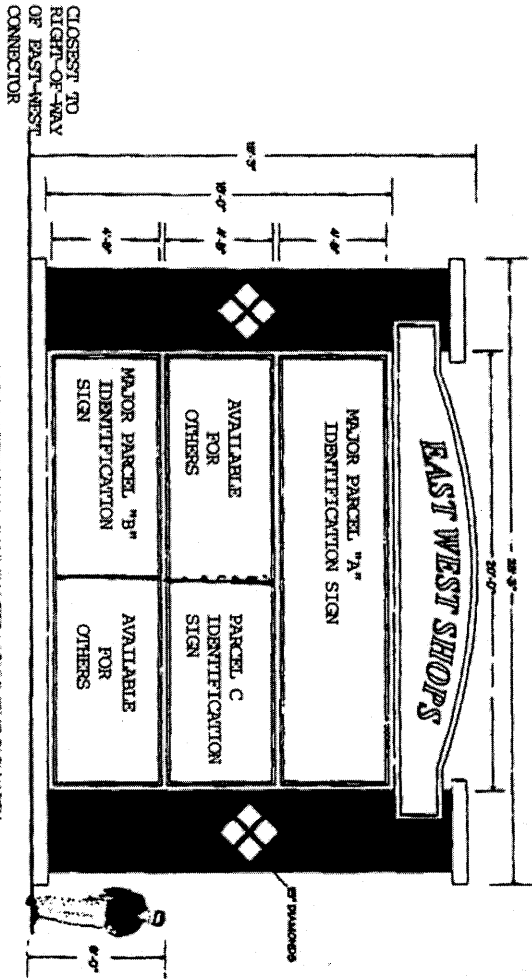 20'-0"
EAST WEST SHOPS
MAJOR PARCEL "A"
IDENTIFICATION SIGN
AVAILABLE
FOR
OTHERS
PARCEL C
IDENTIFICATION
SIGN
MAJOR PARCEL "B"
IDENTIFICATION
SIGN
AVAILABLE
FOR
OTHERS
DIAMONDS
6'-0"
CLOSEST TO
RIGHT-OF-WAY
OF EAST-WEST
CONNECTOR